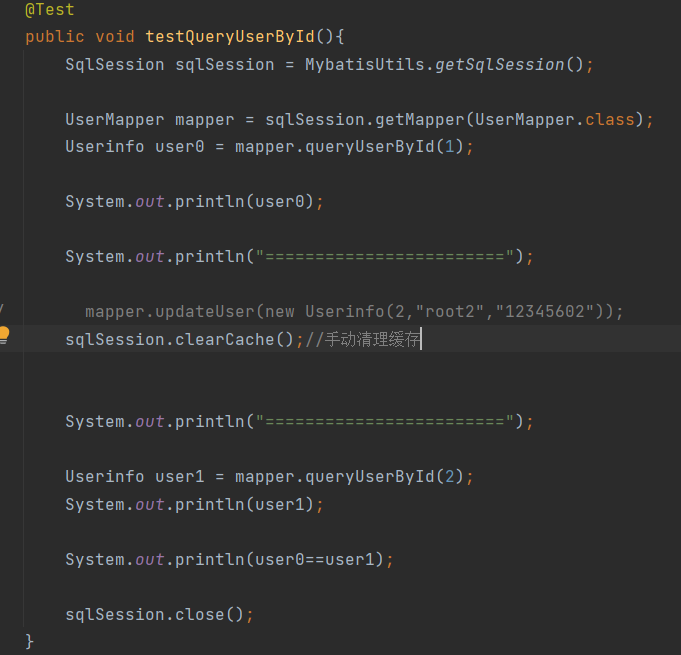 @Test
public void testQueryUserById(){
SqlSession sqlSession = MybatisUtils.getSqlSession();
UserMapper mapper = sqlSession.getMapper(UserMapper.class);
Userinfo user0 = mapper.queryUserById(1);
System.out.println(user0);
System.out.println("========================");
/ mapper.updateUser(new Userinfo(2,"root2","12345602"));
sqlSession.clearCache();//手动清理缓存
System.out.println("========================");
Userinfo user1 = mapper.queryUserById(2);
System.out.println(user1);
System.out.println(user0==user1);
sqlSession.close();
}